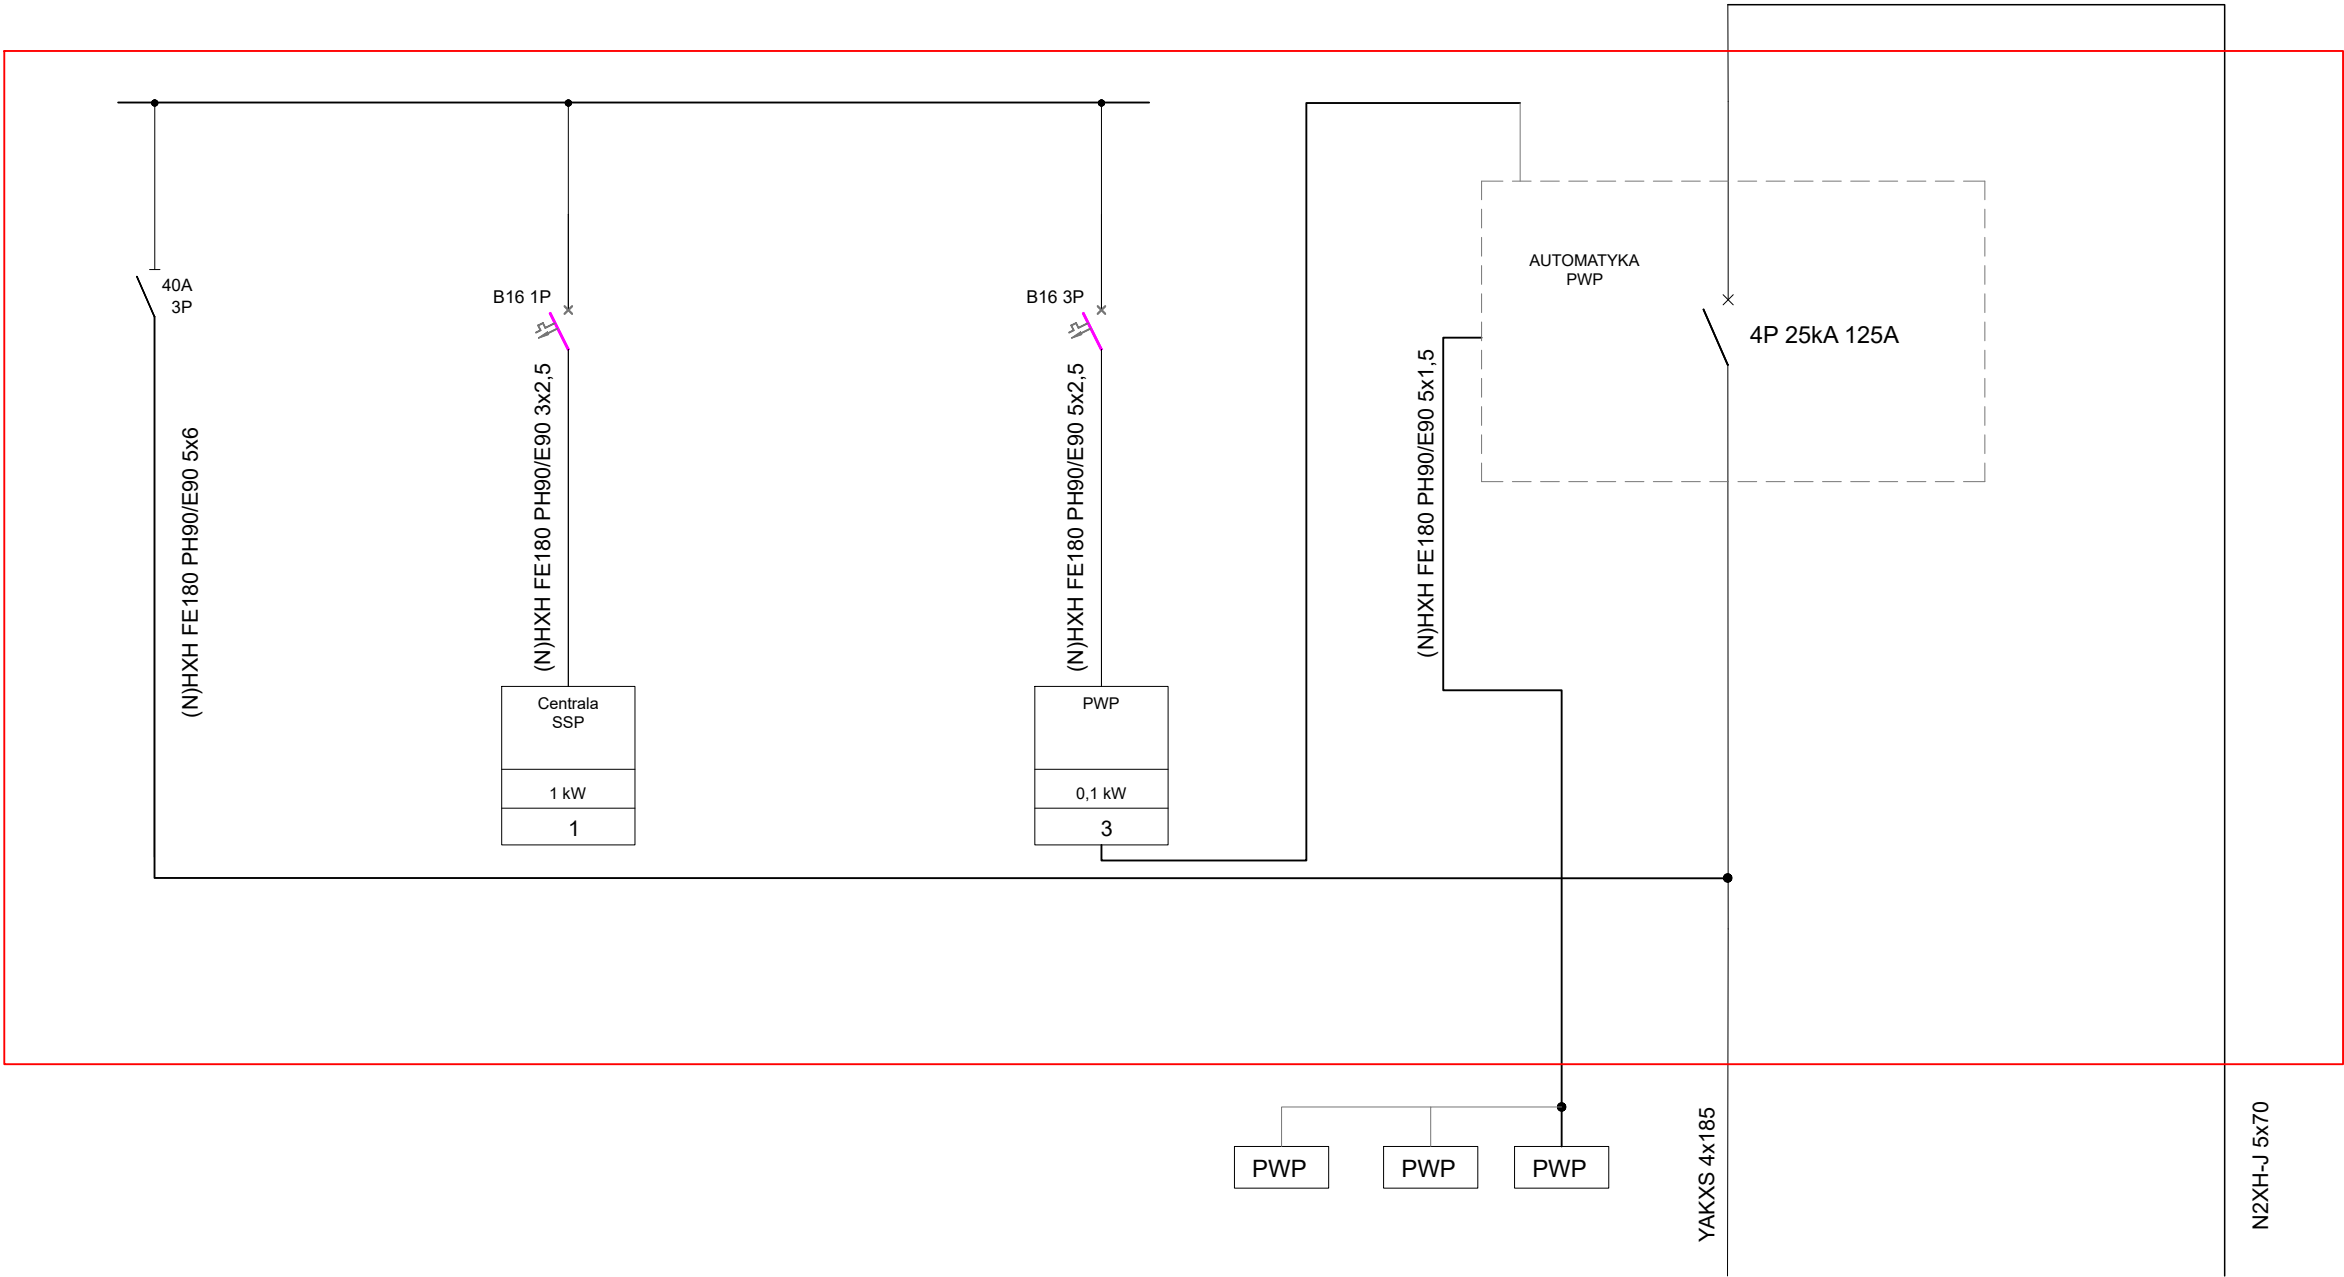 40A
3P
(N)HXH FE180 PH90/E90 5x6
B16 1P
(N)HXH FE180 PH90/E90 3x2,5
Centrala
SSP
1 kW
1
B16 3P
(N)HXH FE180 PH90/E90 5x2,5
PWP
0,1 kW
3
AUTOMATYKA
PWP
4P 25kA 125A
(N)HXH FE180 PH90/E90 5x1,5
PWP
PWP
PWP
YAKXS 4x185
N2XH-J 5x70